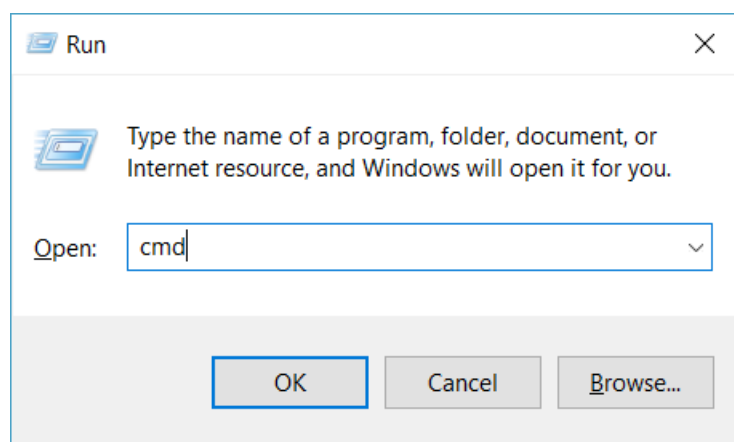 Run
Type the name of a program, folder, document, or
Internet resource, and Windows will open it for you.
Open: cmd
OK Cancel Browse...